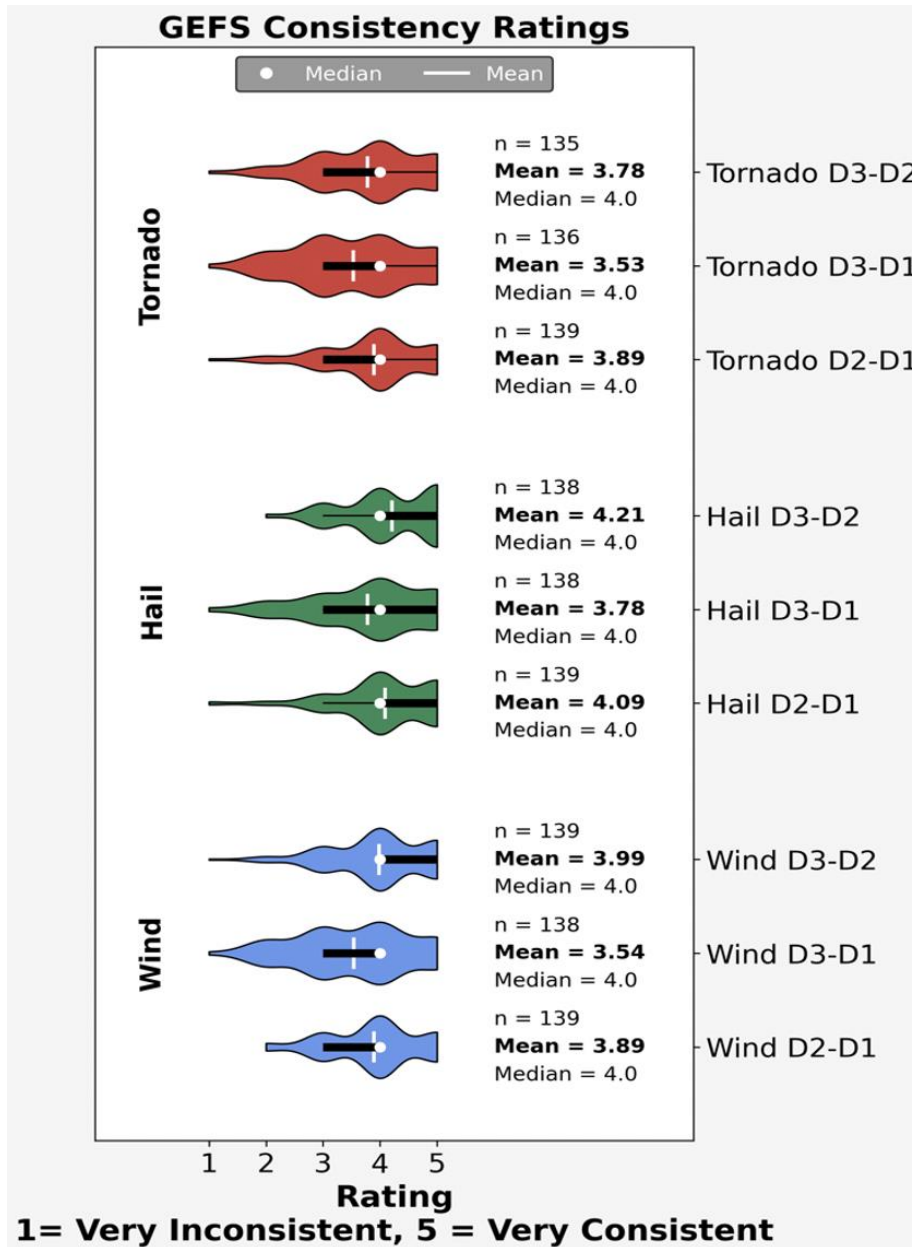 GEFS Consistency Ratings
Median
Mean
Tornado
n = 135
Mean = 3.78
Median = 4.0
Tornado D3-D2
n = 136
Mean = 3.53
Median = 4.0
Tornado D3-D1
n = 139
Mean = 3.89
Median = 4.0
Tornado D2-D1
Hail
n = 138
Mean = 4.21
Median = 4.0
Hail D3-D2
n = 138
Mean = 3.78
Median = 4.0
Hail D3-D1
n = 139
Mean = 4.09
Median = 4.0
Hail D2-D1
Wind
n = 139
Mean = 3.99
Median = 4.0
Wind D3-D2
n = 138
Mean = 3.54
Median = 4.0
Wind D3-D1
n = 139
Mean = 3.89
Median = 4.0
Wind D2-D1
1 2 3 4 5
Rating
1= Very Inconsistent, 5 = Very Consistent